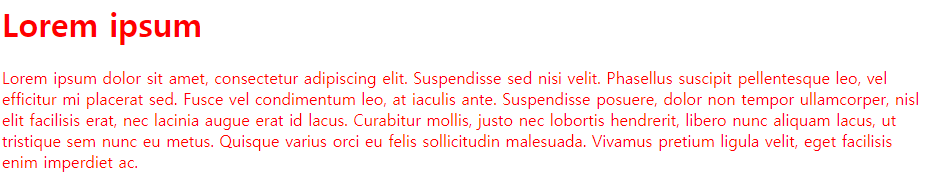 Lorem ipsum
Lorem ipsum dolor sit amet, consectetur adipiscing elit. Suspendisse sed nisi velit. Phasellus suscipit pellentesque leo, vel
efficitur mi placerat sed. Fusce vel condimentum leo, at iaculis ante. Suspendisse posuere, dolor non tempor ullamcorper, nisl
elit facilisis erat, nec lacinia augue erat id lacus. Curabitur mollis, justo nec lobortis hendrerit, libero nunc aliquam lacus, ut
tristique sem nunc eu metus. Quisque varius orci eu felis sollicitudin malesuada. Vivamus pretium ligula velit, eget facilisis
enim imperdiet ac.